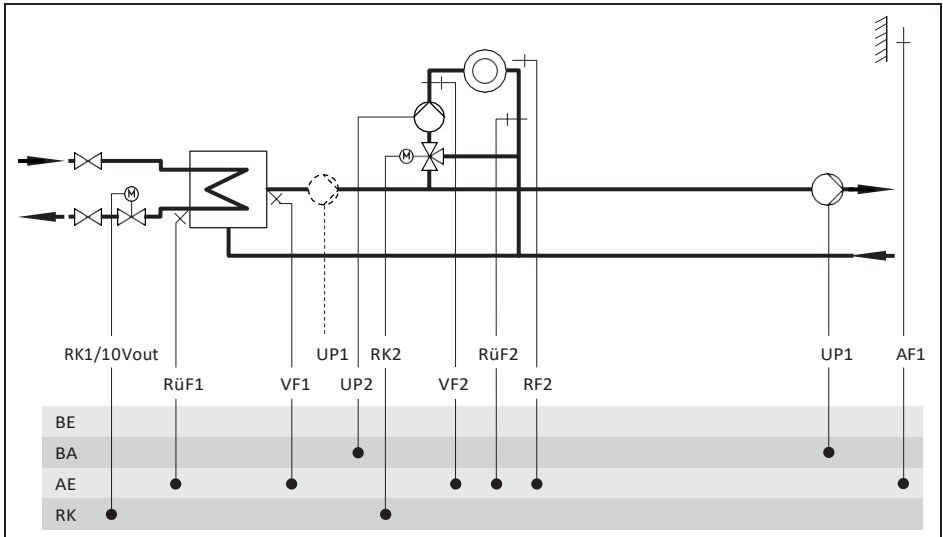 M
M
RK1/10Vout
UP1
RK2
RüF2
UP1
AF1
RüF1
VF1
UP2
VF2
RF2
BE
BA
AE
RK